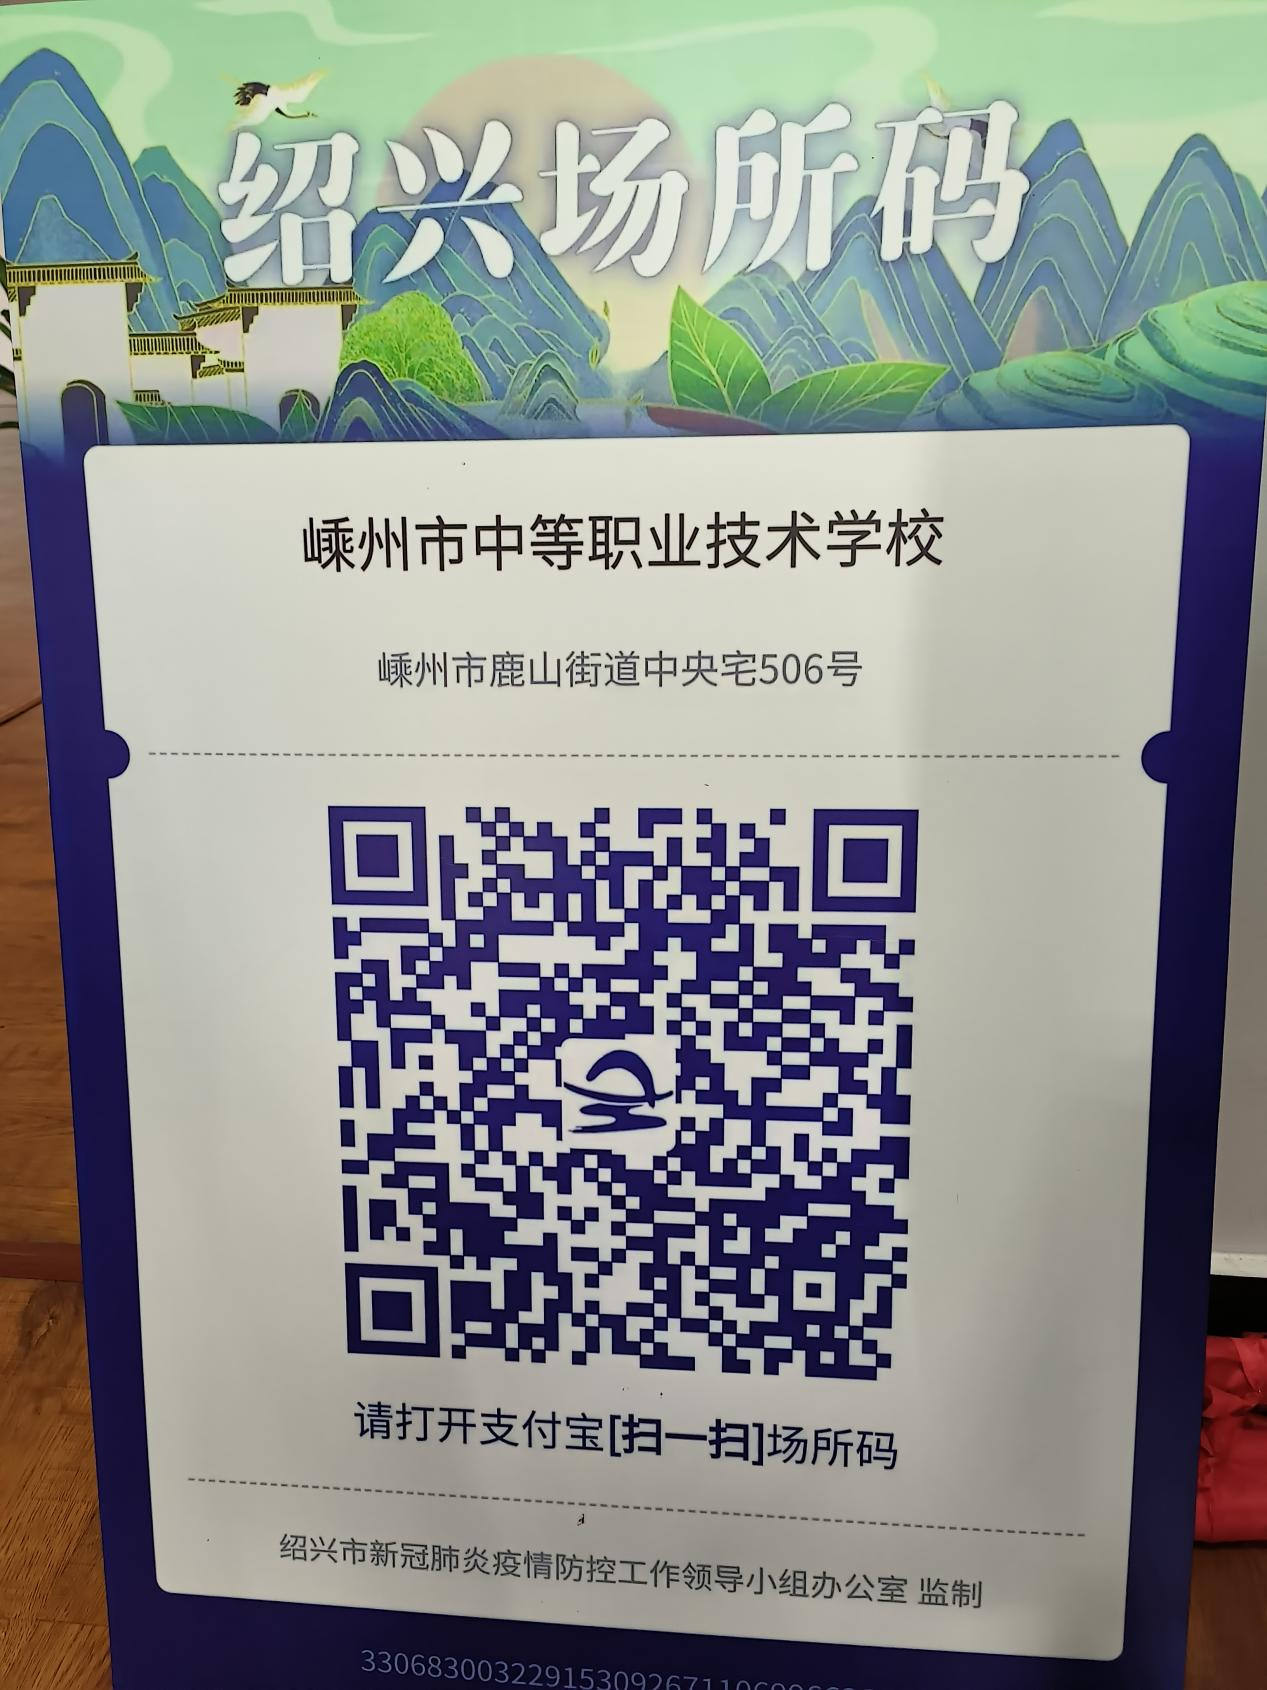 绍兴场所码
嵊州市中等职业技术学校
嵊州市鹿山街道中央宅506号
请打开支付宝[扫一扫]场所码
绍兴市新冠肺炎疫情防控工作领导小组办公室 监制